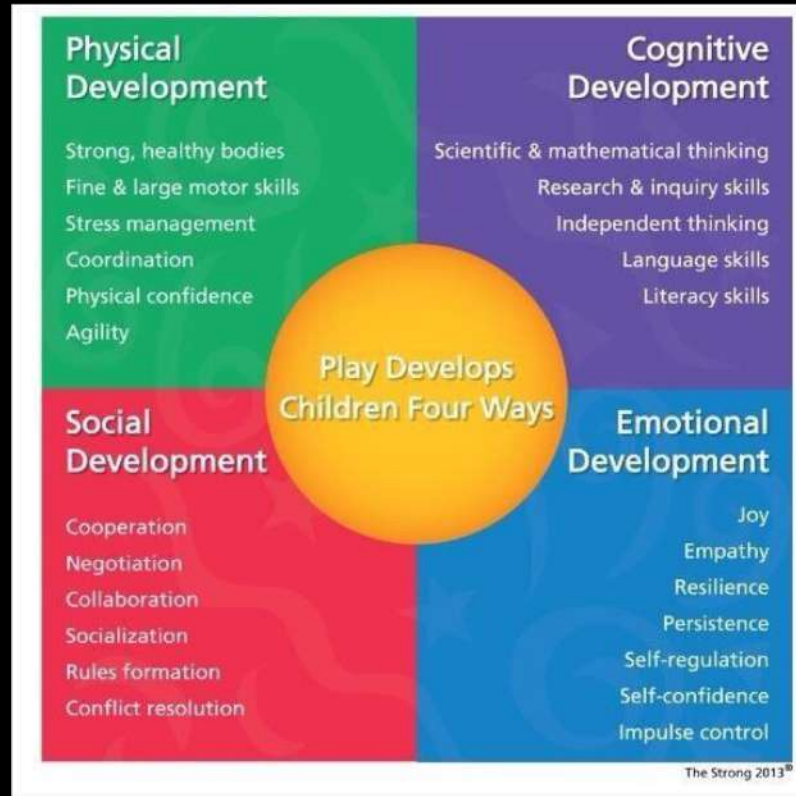 Physical
Development
Strong, healthy bodies
Fine & large motor skills
Stress management
Coordination
Physical confidence
Agility
Cognitive
Development
Scientific & mathematical thinking
Research & inquiry skills
Independent thinking
Language skills
Literacy skills
Play Develops
Children Four Ways
Social
Development
Cooperation
Negotiation
Collaboration
Socialization
Rules formation
Conflict resolution
Emotional
Development
Joy
Empathy
Resilience
Persistence
Self-regulation
Self-confidence
Impulse control
The Strong 2013